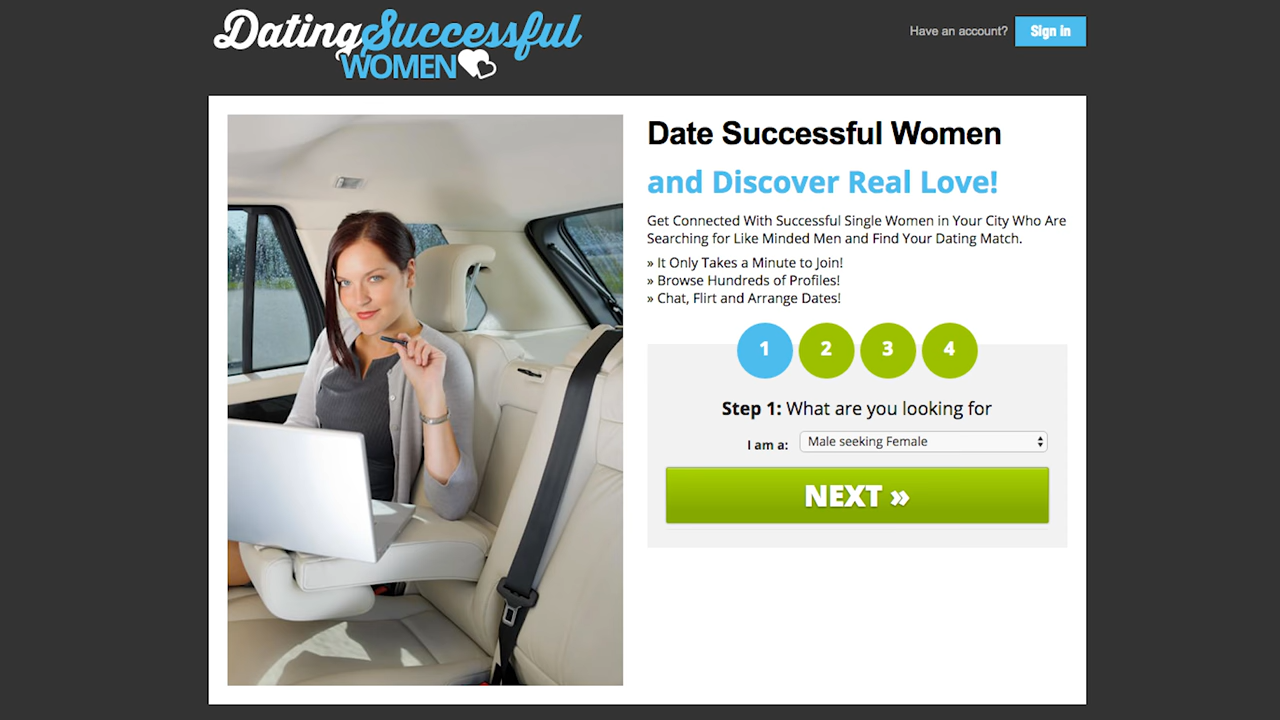 DatingSuccessful
WOMEN
Have an account?
Sign in
Date Successful Women
and Discover Real Love!
Get Connected With Successful Single Women in Your City Who Are
Searching for Like Minded Men and Find Your Dating Match.
» It Only Takes a Minute to Join!
» Browse Hundreds of Profiles!
» Chat, Flirt and Arrange Dates!
1 2 3 4
Step 1: What are you looking for
I am a: Male seeking Female
NEXT »